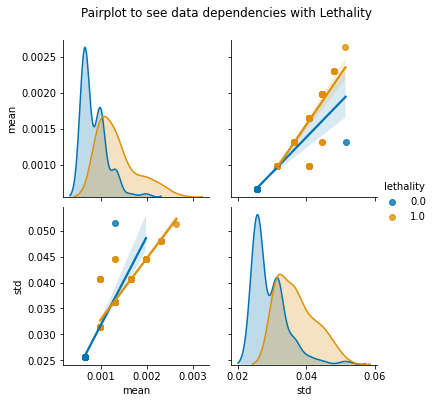 Pairplot to see data dependencies with Lethality
0.0025
0.0020
0.0015
0.0010
mean
lethality
0.0
1.0
0.050
0.045
0.040
0.035
0.030
0.025
std
0.001 0.002 0.003
mean
0.02 0.04 0.06
std